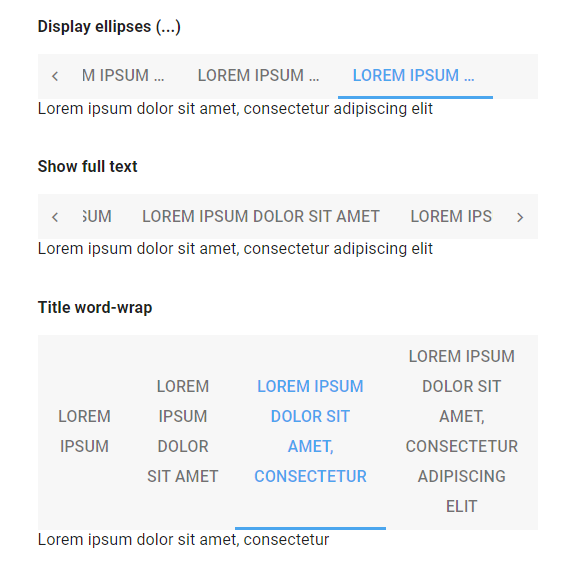 Display ellipses (...)
M IPSUM ... LOREM IPSUM ... LOREM IPSUM ...
Lorem ipsum dolor sit amet, consectetur adipiscing elit
Show full text
SUM LOREM IPSUM DOLOR SIT AMET LOREM IPS
Lorem ipsum dolor sit amet, consectetur adipiscing elit
Title word-wrap
LOREM
IPSUM
LOREM
IPSUM
DOLOR
SIT AMET
LOREM IPSUM
DOLOR SIT
AMET,
CONSECTETUR
LOREM IPSUM
DOLOR SIT
AMET,
CONSECTETUR
ADIPISCING
ELIT
Lorem ipsum dolor sit amet, consectetur